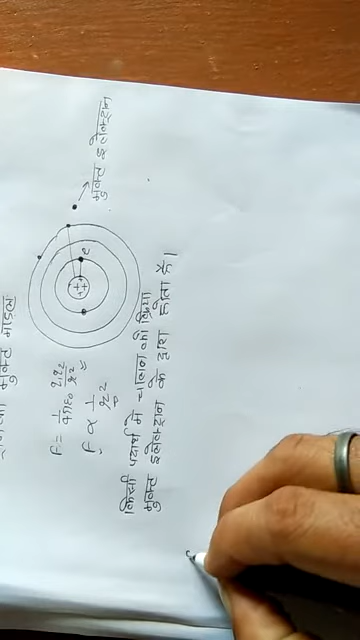 मुक्त मॉडल
मुक्त इलेक्ट्रान
e
F = 1/4πε₀ q₁q₂/r²
F ∝ 1/r²
किसी पदार्थ में चालन की क्रिया
मुक्त इलेक्ट्रान के द्वारा होता है।